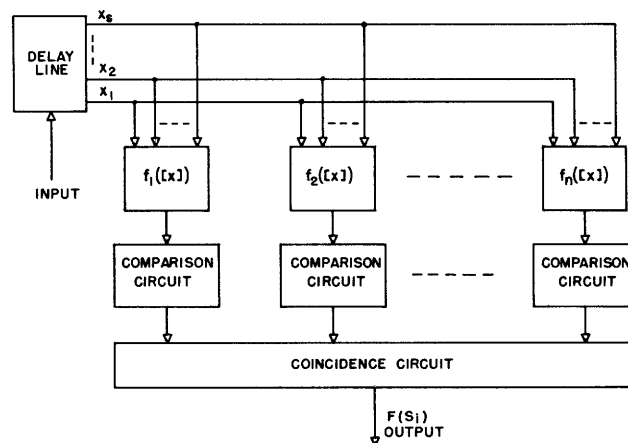 X_s
DELAY
LINE
X_2
X_1
INPUT
f_1([x])
f_2([x])
f_n([x])
COMPARISON
CIRCUIT
COMPARISON
CIRCUIT
COMPARISON
CIRCUIT
COINCIDENCE CIRCUIT
F(S_i)
OUTPUT